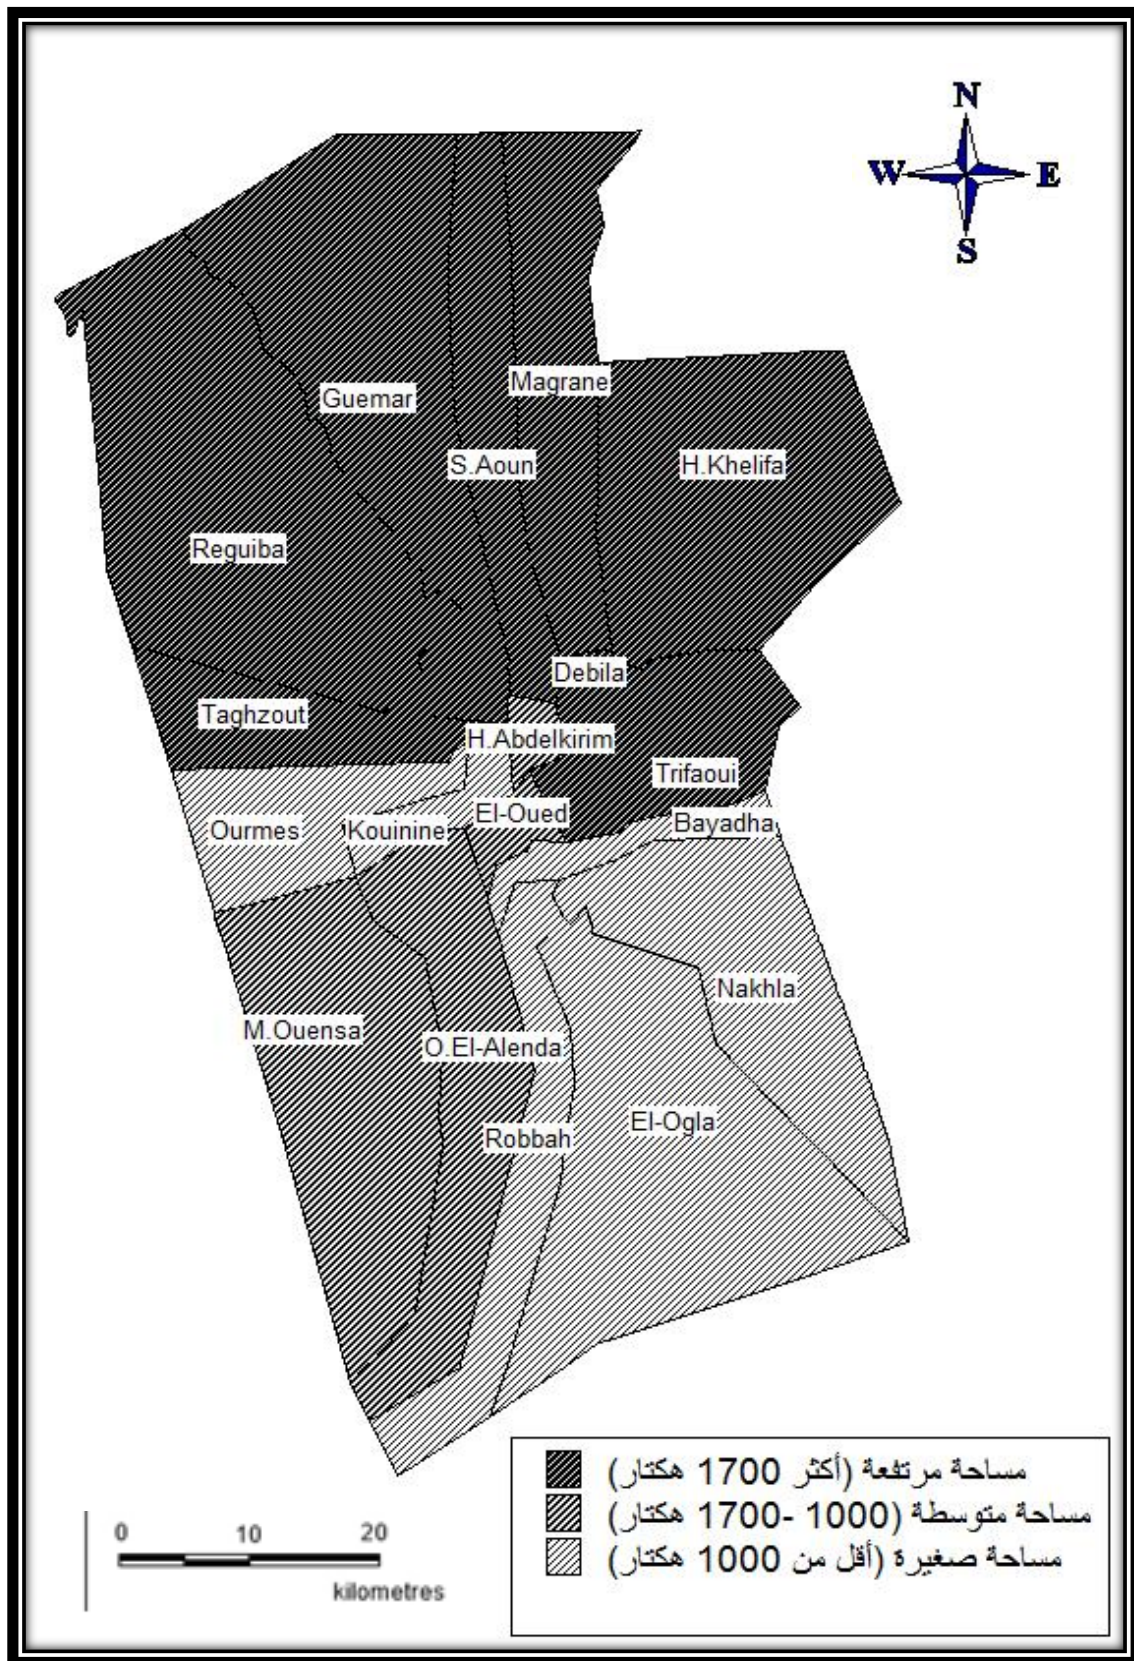 N
W
E
S
Magrane
Guemar
S.Aoun
H.Khelifa
Reguiba
Debila
Taghzout
H.Abdelkirim
Trifaoui
El-Oued
Bayadha
Ourmes
Kouinine
Nakhla
M.Ouensa
O.El-Alenda
El-Ogla
Robbah
مساحة مرتفعة (أكثر 1700 هكتار)
مساحة متوسطة (1000 -1700 هكتار)
مساحة صغيرة (أقل من 1000 هكتار)
0 10 20
kilometres